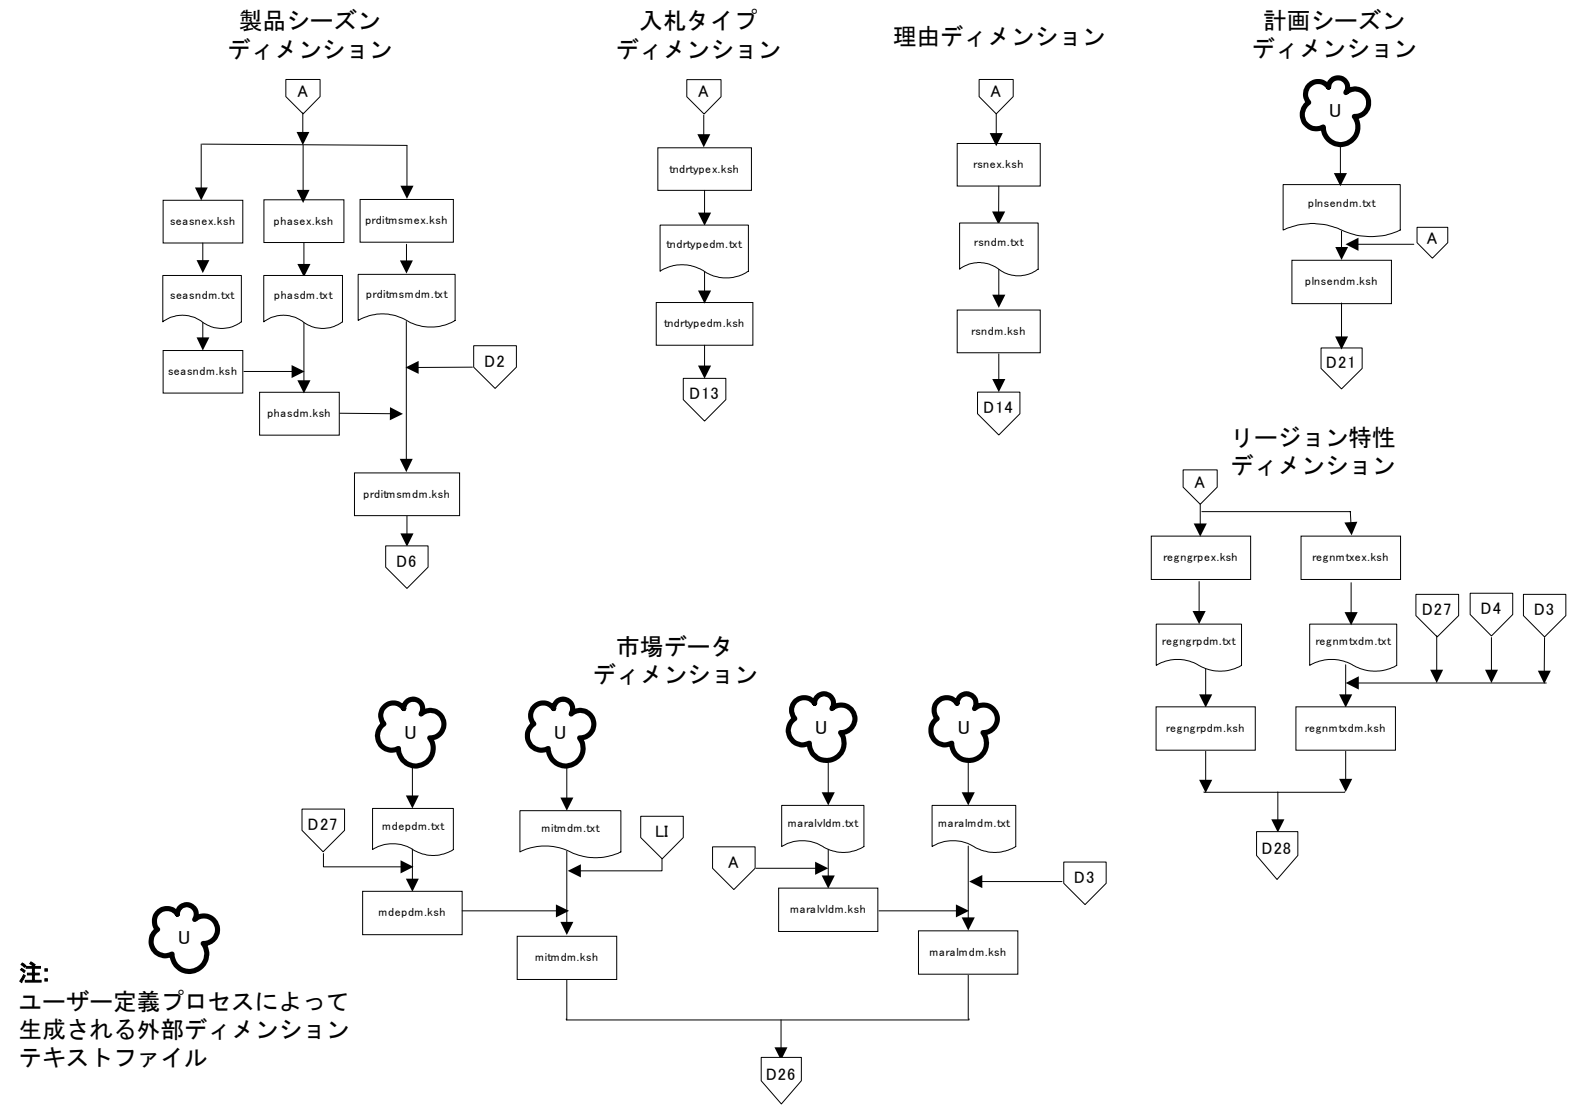 製品シーズン
ディメンション
A
seasnex.ksh
phasex.ksh
prditmsmex.ksh
seasndm.txt
phasdm.txt
prditmsmdm.txt
D2
seasndm.ksh
phasdm.ksh
prditmsmdm.ksh
D6
入札タイプ
ディメンション
A
tndrtypex.ksh
tndrtypedm.txt
tndrtypedm.ksh
D13
理由ディメンション
A
rsnex.ksh
rsndm.txt
rsndm.ksh
D14
計画シーズン
ディメンション
U
plnsendm.txt
A
plnsendm.ksh
D21
リージョン特性
ディメンション
A
regngrpex.ksh
regnmtxex.ksh
D27
D4
D3
regngrpdm.txt
regnmtxdm.txt
regngrpdm.ksh
regnmtxdm.ksh
D28
市場データ
ディメンション
U
U
U
U
D27
mdepdm.txt
mitmdm.txt
LI
maralvldm.txt
maralmdm.txt
A
D3
mdepdm.ksh
maralvldm.ksh
mitmdm.ksh
maralmdm.ksh
D26
U
注:
ユーザー定義プロセスによって
生成される外部ディメンション
テキストファイル